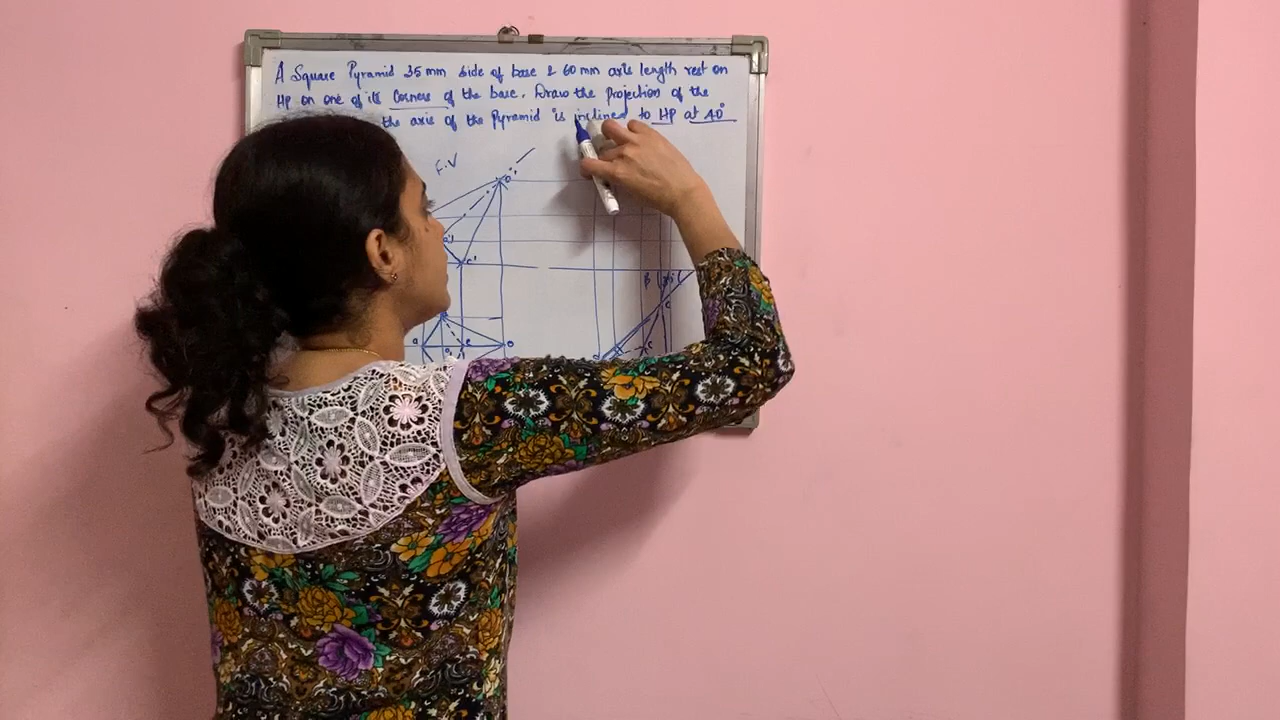 A Square Pyramid 35 mm side of base & 60 mm axis length rest on
HP on one of its corners of the base. Draw the projection of the
the axis of the pyramid is inclined to HP at 40°
F.V
o'
c'
a e o
c
β
c